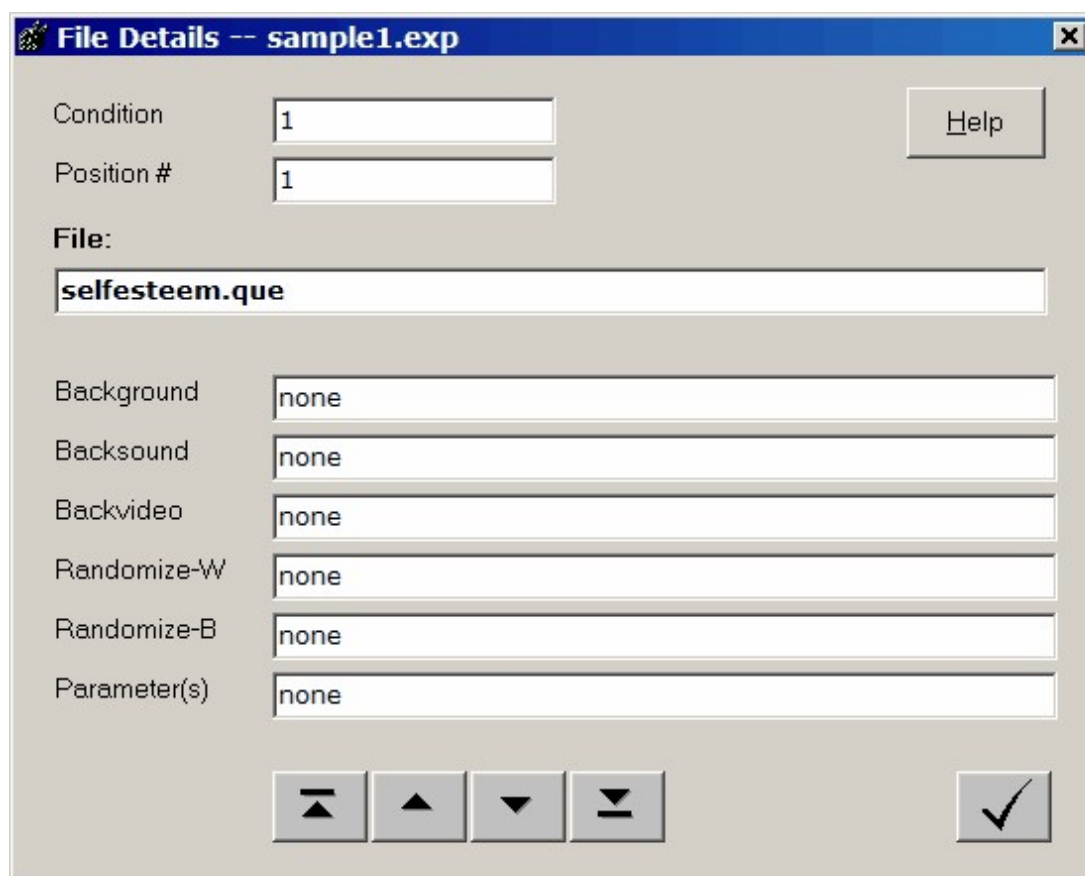 File Details -- sample1.exp
Condition 1
Help
Position # 1
File:
selfesteem.que
Background none
Backsound none
Backvideo none
Randomize-W none
Randomize-B none
Parameter(s) none